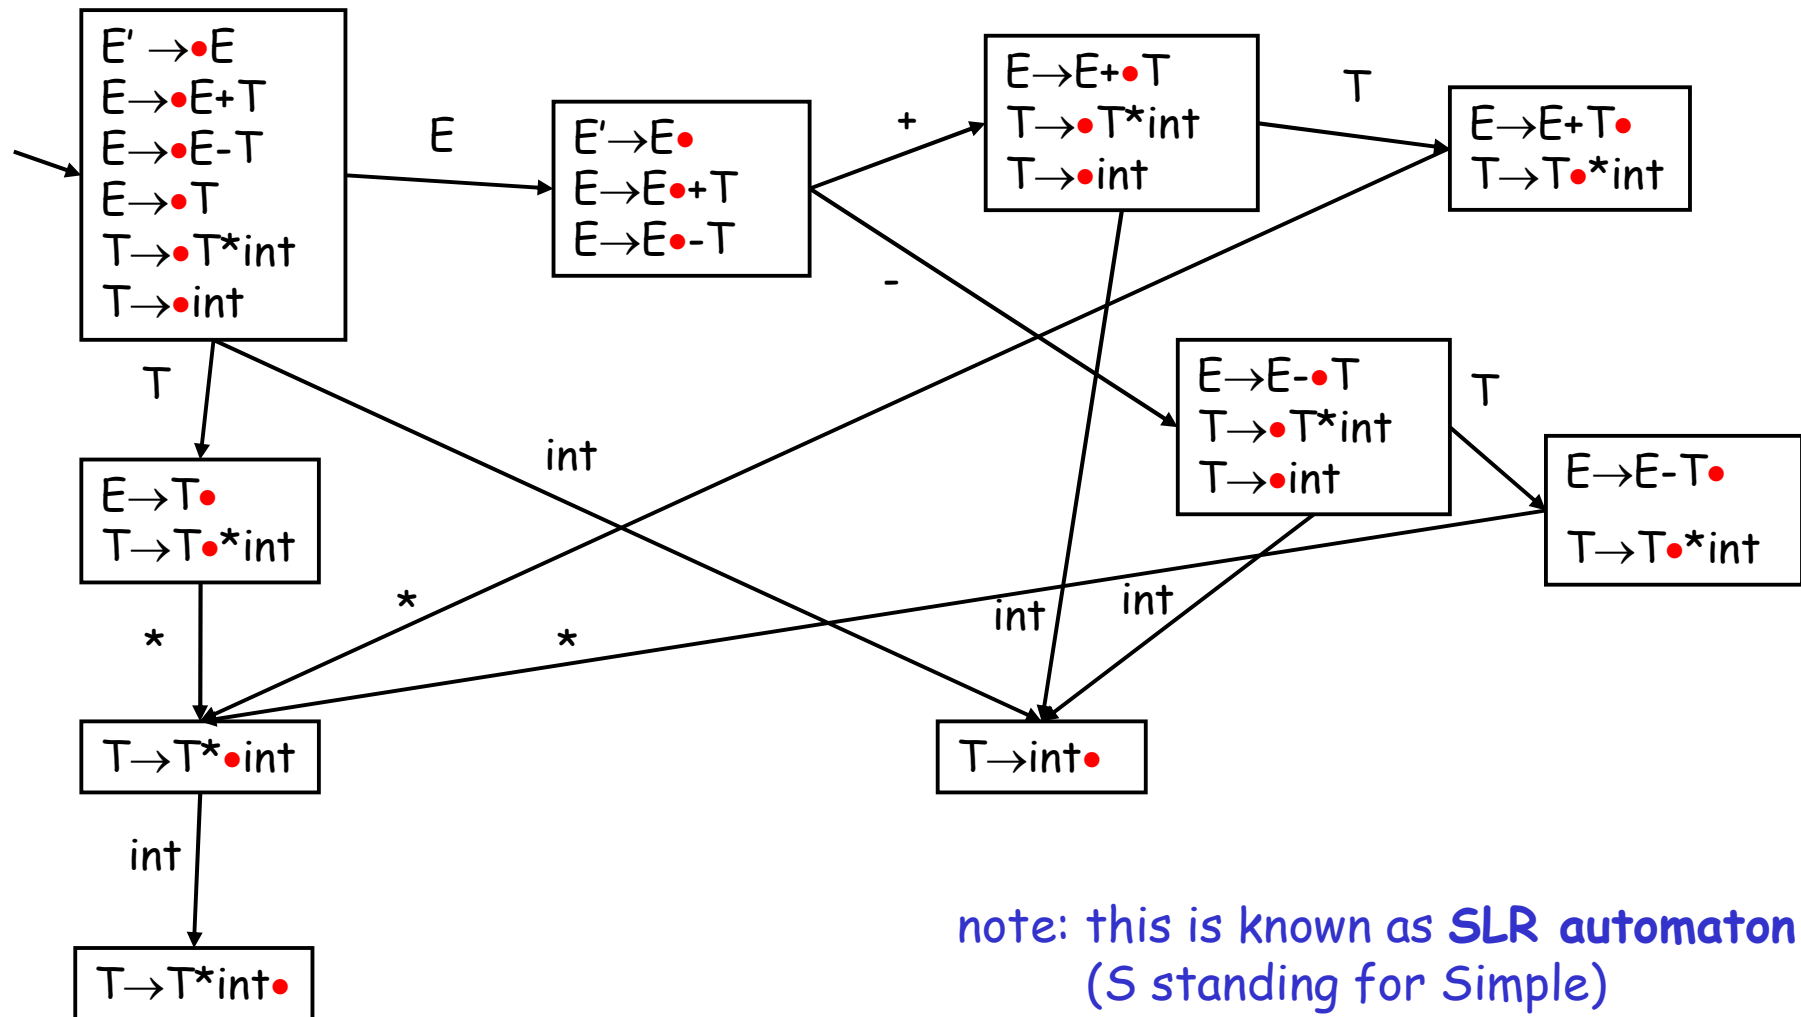 E' →•E
E→•E+T
E→•E-T
E→•T
T→•T*int
T→•int
E
E'→E•
E→E•+T
E→E•-T
+
-
E→E+•T
T→•T*int
T→•int
T
E→E+T•
T→T•*int
T
int
E→T•
T→T•*int
*
*
*
E→E-•T
T→•T*int
T→•int
T
E→E-T•
T→T•*int
int
int
T→T*•int
T→int•
int
T→T*int•
note: this is known as SLR automaton
(S standing for Simple)